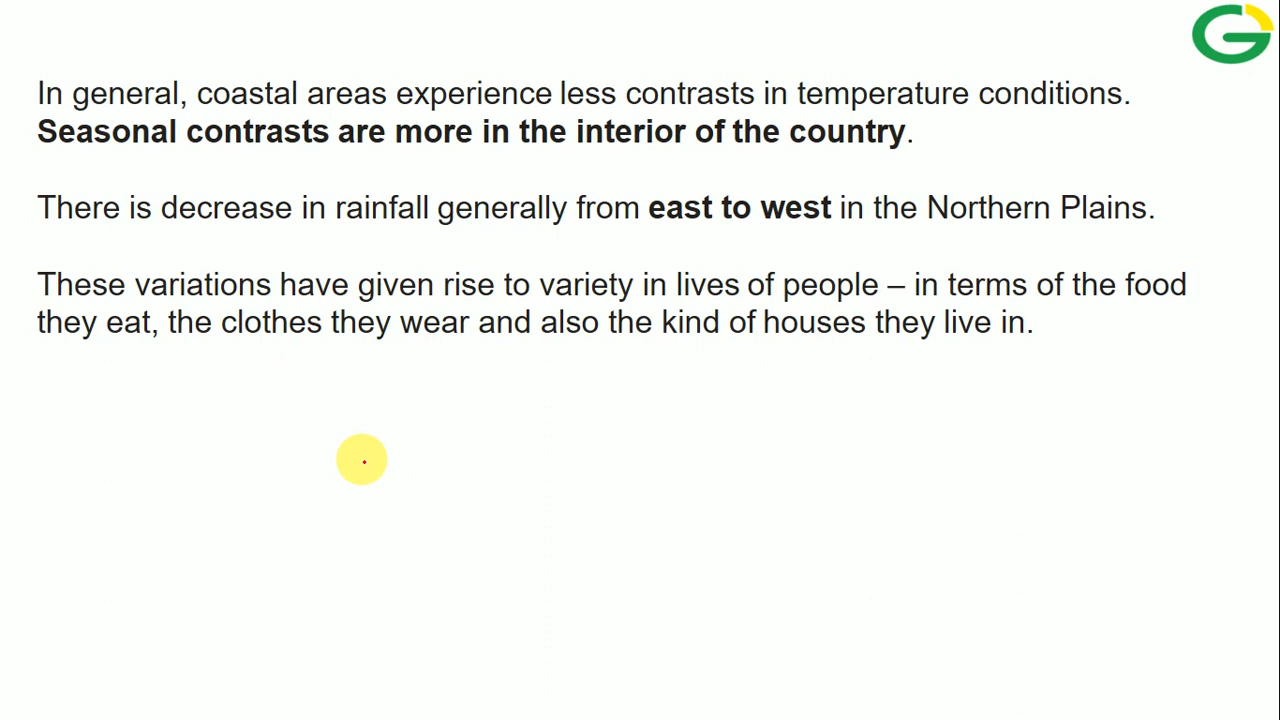 In general, coastal areas experience less contrasts in temperature conditions.
Seasonal contrasts are more in the interior of the country.
There is decrease in rainfall generally from east to west in the Northern Plains.
These variations have given rise to variety in lives of people – in terms of the food
they eat, the clothes they wear and also the kind of houses they live in.